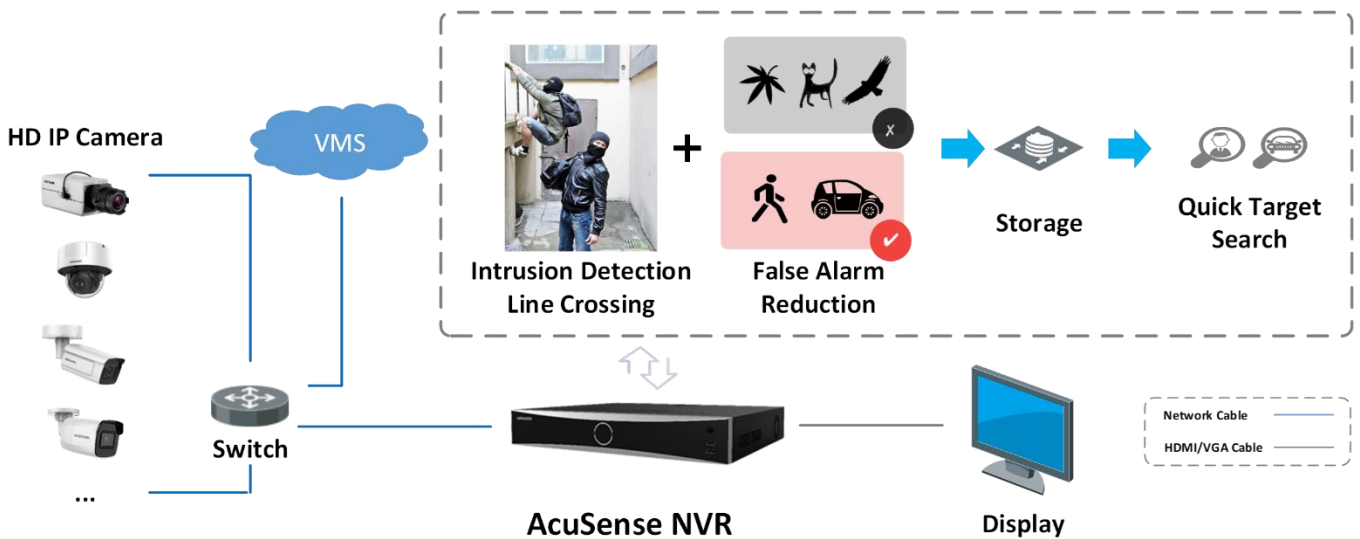 HD IP Camera
VMS
Intrusion Detection
Line Crossing
+
False Alarm
Reduction
Storage
Quick Target
Search
Switch
...
AcuSense NVR
Display
Network Cable
HDMI/VGA Cable